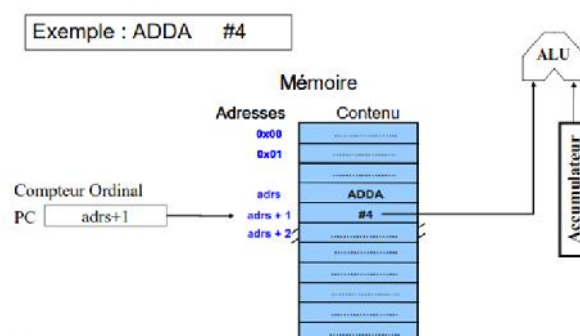 Exemple : ADDA #4
ALU
Mémoire
Adresses Contenu
0x00
0x01
Compteur Ordinal
adrs ADDA
PC adrs+1 adrs + 1 #4
adrs + 2
Accumulateur